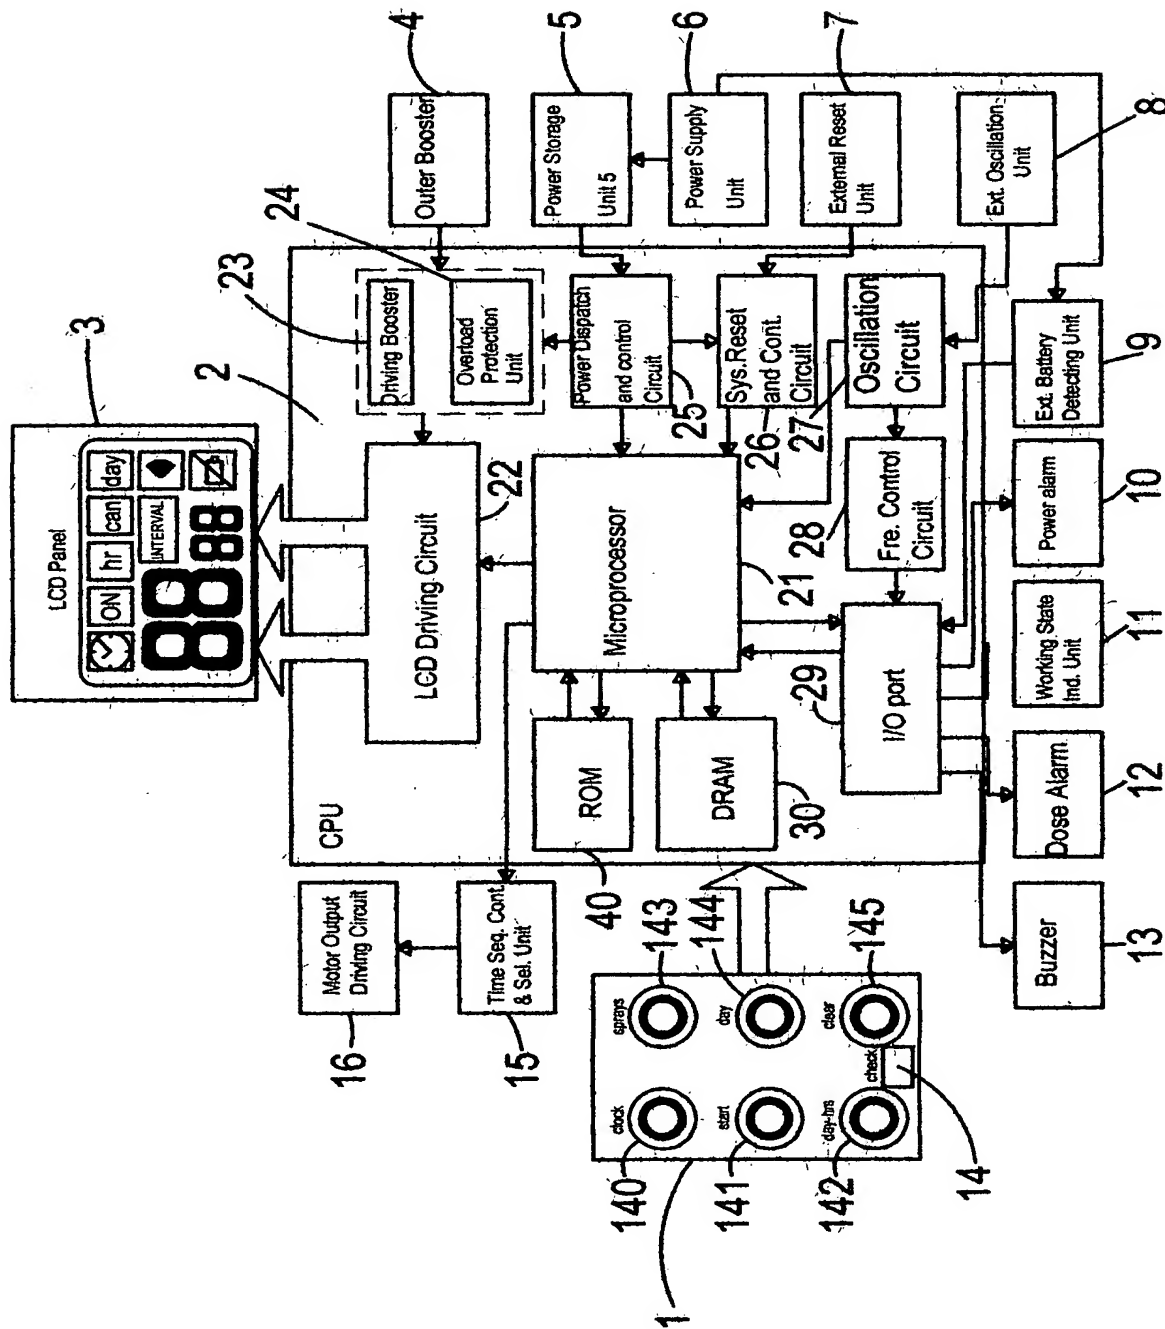 LCD Panel
ON
hr
can
day
INTERVAL
88
88
3
2
23
24
4
5
6
7
8
Outer Booster
Power Storage
Unit 5
Power Supply
Unit
External Reset
Unit
Ext. Oscillation
Unit
CPU
Driving Booster
Overload
Protection
Unit
LCD Driving Circuit
22
Power Dispatch
and control
Circuit
25
Sys.Reset
and Cont.
Circuit
26
Oscillation
Circuit
27
Fre. Control
Circuit
28
Microprocessor
21
I/O port
29
ROM
40
DRAM
30
Ext. Battery
Detecting Unit
9
Power alarm
10
Working State
Ind. Unit
11
Dose Alarm
12
Buzzer
13
Motor Output
Driving Circuit
16
Time Seq. Cont.
& Sel. Unit
15
clock
sprays
start
day
day-hrs
check
clear
140
141
142
143
144
145
14
1